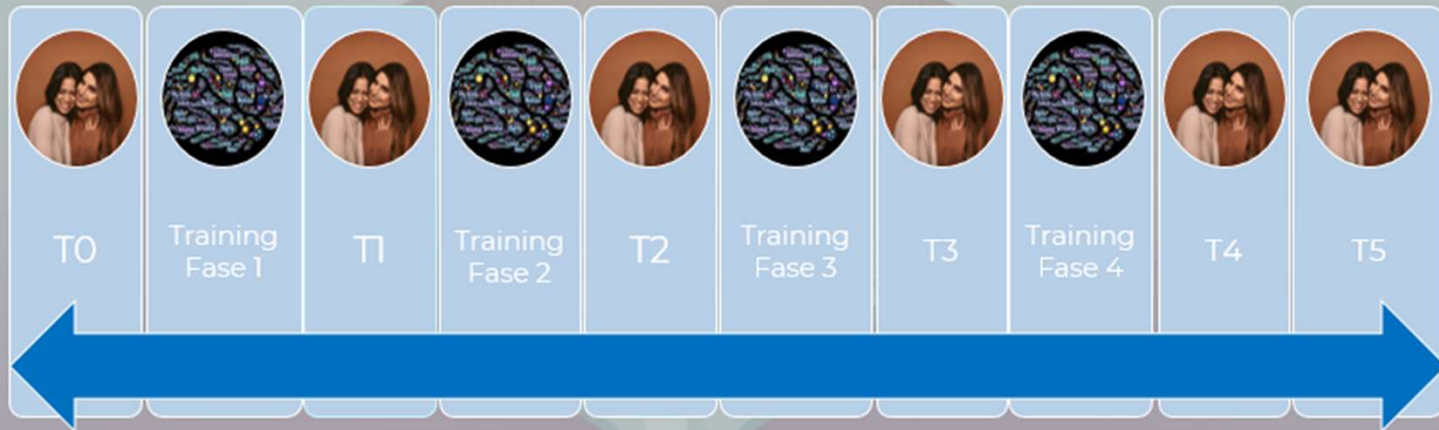 T0
Training
Fase 1
T1
Training
Fase 2
T2
Training
Fase 3
T3
Training
Fase 4
T4
T5